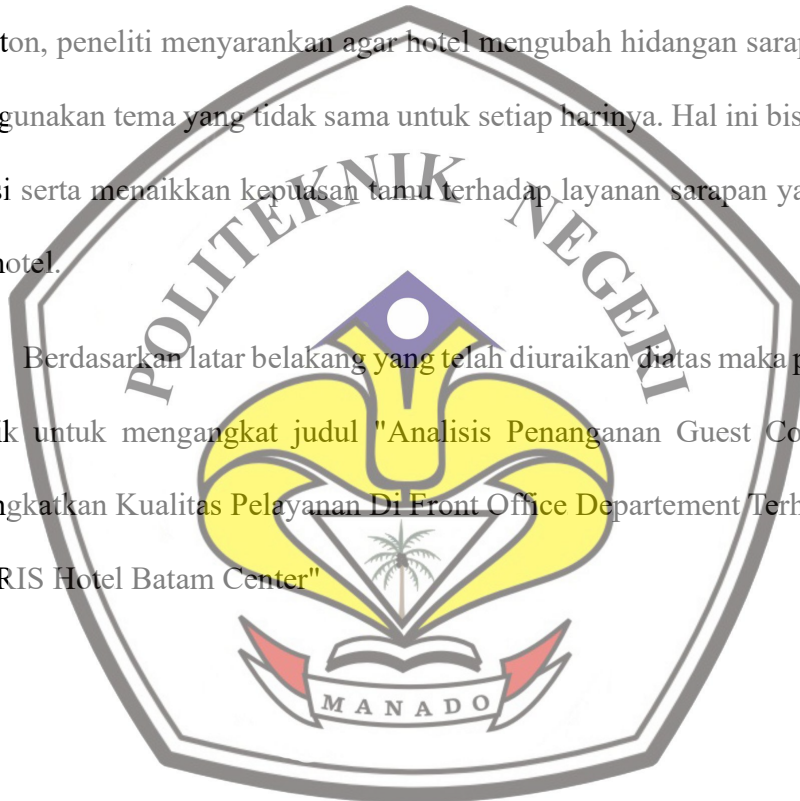 ton, peneliti menyarankan agar hotel mengubah hidangan sarap
gunakan tema yang tidak sama untuk setiap harinya. Hal ini bis
si serta menaikkan kepuasan tamu terhadap layanan sarapan ya
hotel.
Berdasarkan latar belakang yang telah diuraikan diatas maka p
ik untuk mengangkat judul "Analisis Penanganan Guest Co
ngkatkan Kualitas Pelayanan Di Front Office Departement Terh
RIS Hotel Batam Center"
POLITEKNIK NEGERI
MANADO